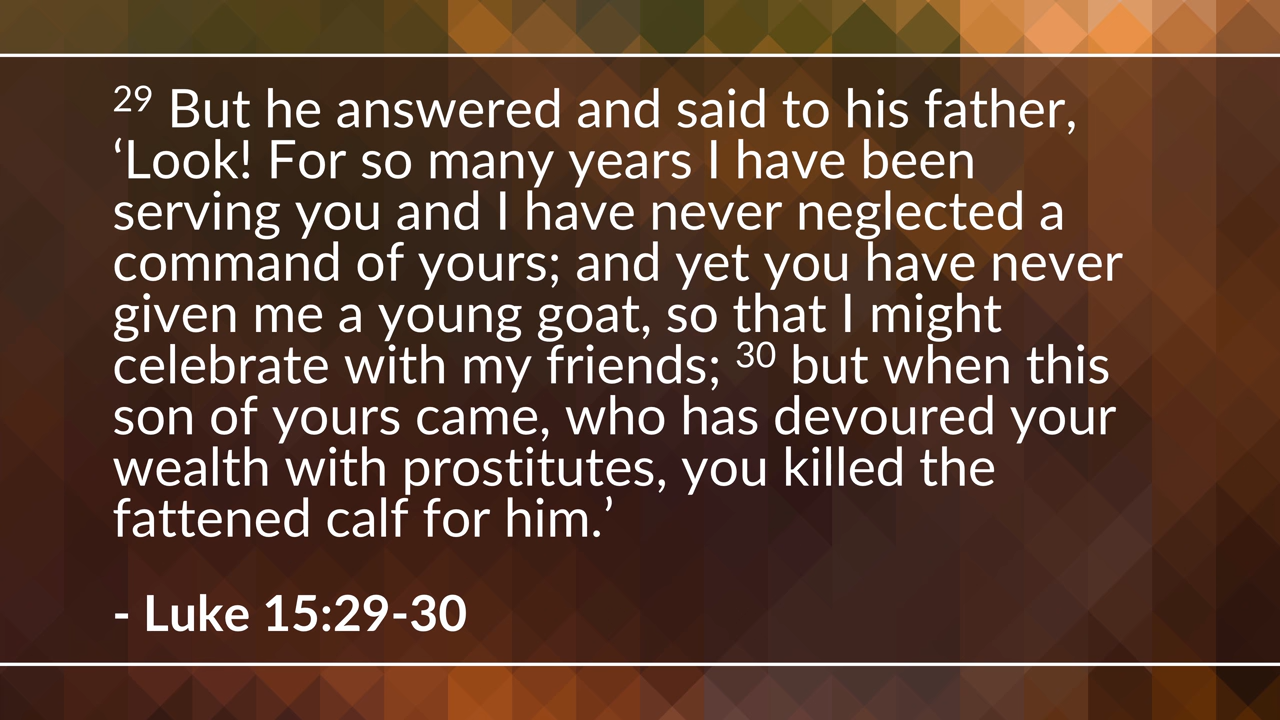 29 But he answered and said to his father,
‘Look! For so many years I have been
serving you and I have never neglected a
command of yours; and yet you have never
given me a young goat, so that I might
celebrate with my friends; 30 but when this
son of yours came, who has devoured your
wealth with prostitutes, you killed the
fattened calf for him.’
- Luke 15:29-30